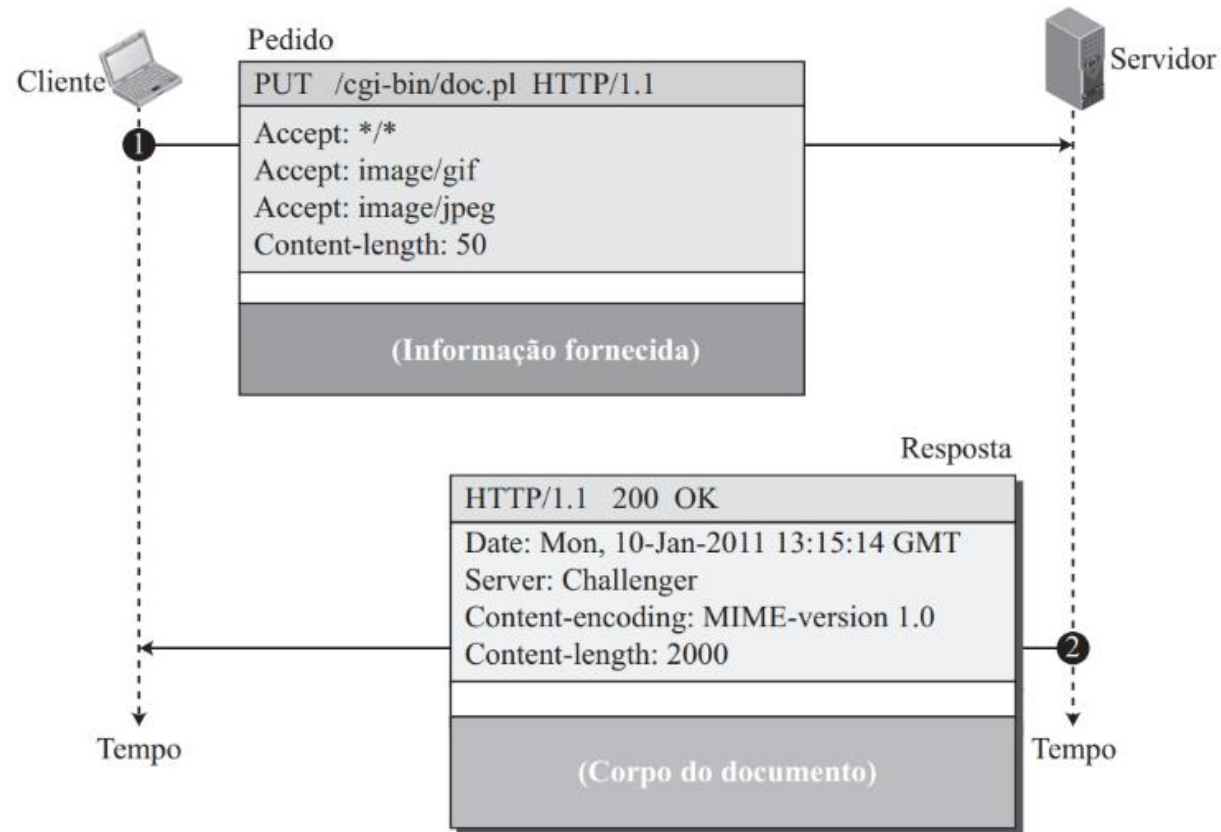 Pedido
Cliente
Servidor
PUT /cgi-bin/doc.pl HTTP/1.1
Accept: */*
1
Accept: image/gif
Accept: image/jpeg
Content-length: 50
(Informação fornecida)
Resposta
HTTP/1.1 200 OK
Date: Mon, 10-Jan-2011 13:15:14 GMT
Server: Challenger
Content-encoding: MIME-version 1.0
Content-length: 2000
2
Tempo
Tempo
(Corpo do documento)